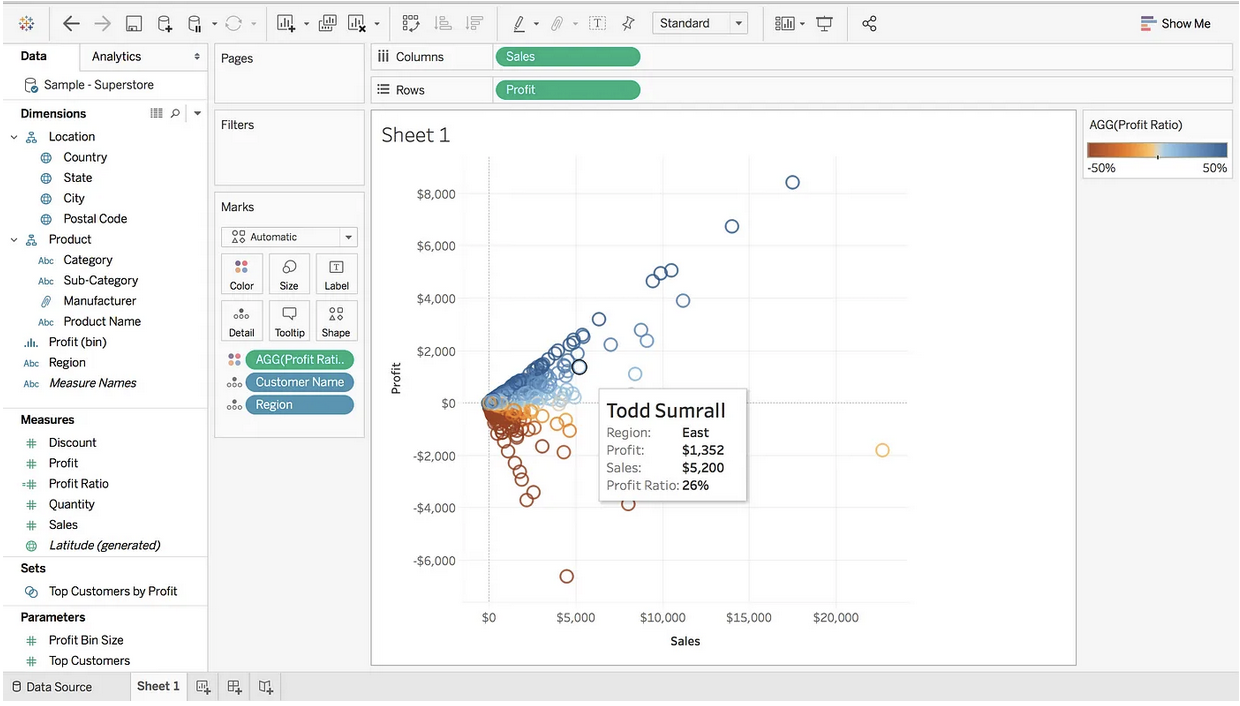 Standard
Show Me
Data
Analytics
Sample - Superstore
Dimensions
Location
Country
State
City
Postal Code
Product
Abc Category
Abc Sub-Category
Manufacturer
Abc Product Name
Profit (bin)
Abc Region
Abc Measure Names
Measures
Discount
Profit
Profit Ratio
Quantity
Sales
Latitude (generated)
Sets
Top Customers by Profit
Parameters
Profit Bin Size
Top Customers
Pages
Filters
Marks
Automatic
Color Size Label
Detail Tooltip Shape
AGG(Profit Rati..
Customer Name
Region
Columns Sales
Rows Profit
Sheet 1
$8,000
$6,000
$4,000
$2,000
$0
-$2,000
-$4,000
-$6,000
Profit
$0 $5,000 $10,000 $15,000 $20,000
Sales
Todd Sumrall
Region: East
Profit: $1,352
Sales: $5,200
Profit Ratio: 26%
AGG(Profit Ratio)
-50% 50%
Data Source
Sheet 1